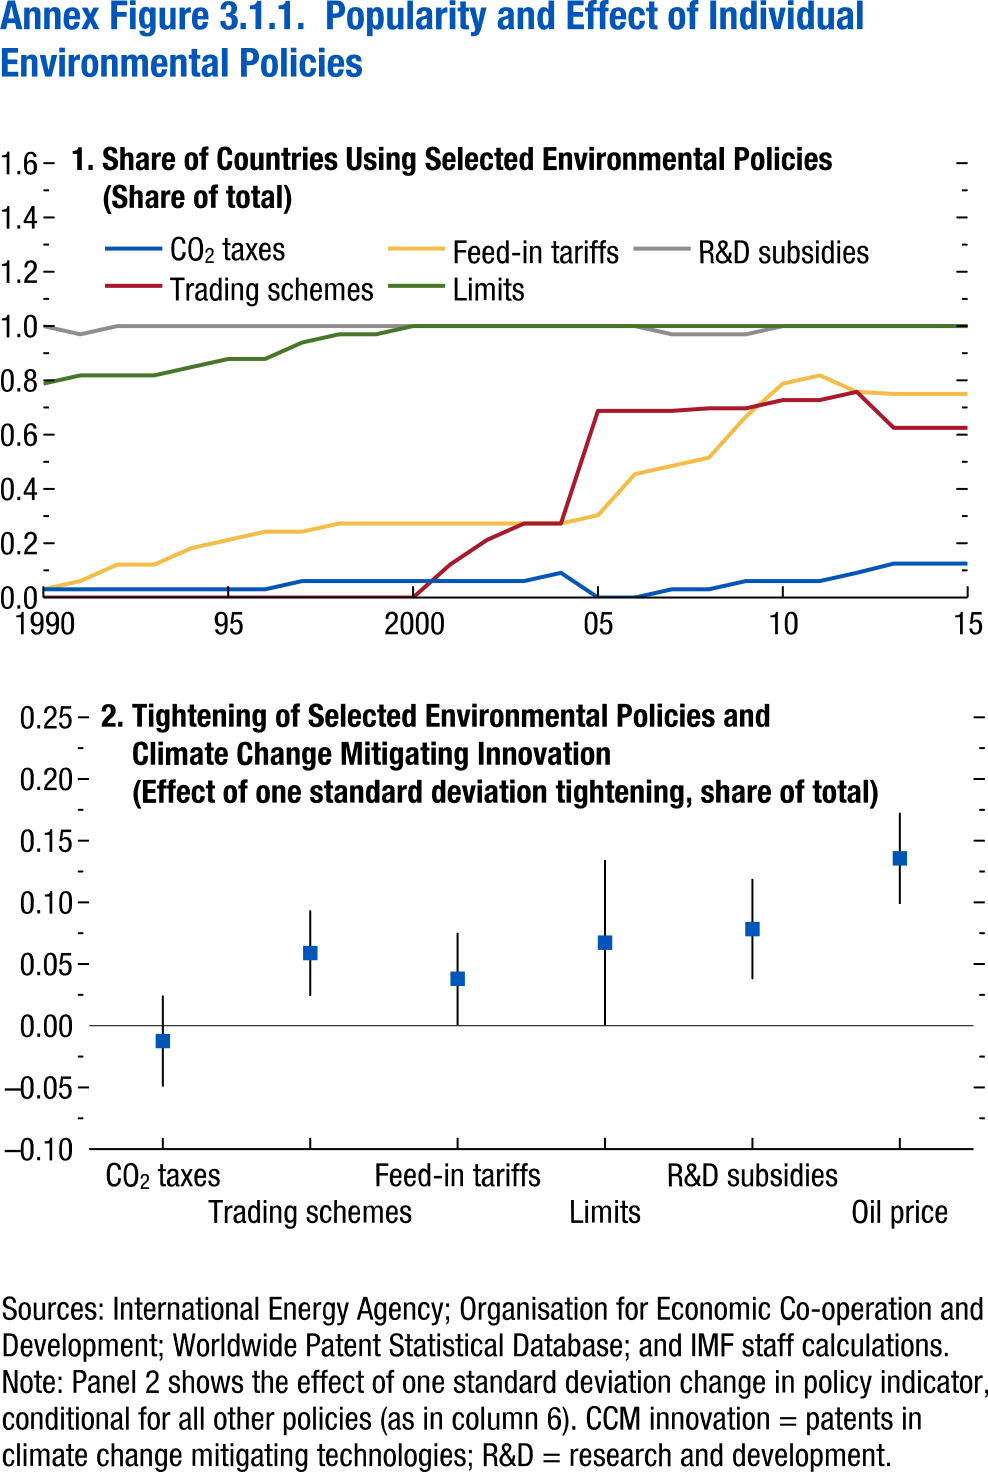 Annex Figure 3.1.1. Popularity and Effect of Individual
Environmental Policies
1. Share of Countries Using Selected Environmental Policies
(Share of total)
CO2 taxes
Feed-in tariffs
R&D subsidies
Trading schemes
Limits
1.6
1.4
1.2
1.0
0.8
0.6
0.4
0.2
0.0
1990 95 2000 05 10 15
2. Tightening of Selected Environmental Policies and
Climate Change Mitigating Innovation
(Effect of one standard deviation tightening, share of total)
0.25
0.20
0.15
0.10
0.05
0.00
–0.05
–0.10
CO2 taxes Feed-in tariffs R&D subsidies
Trading schemes Limits Oil price
Sources: International Energy Agency; Organisation for Economic Co-operation and
Development; Worldwide Patent Statistical Database; and IMF staff calculations.
Note: Panel 2 shows the effect of one standard deviation change in policy indicator,
conditional for all other policies (as in column 6). CCM innovation = patents in
climate change mitigating technologies; R&D = research and development.